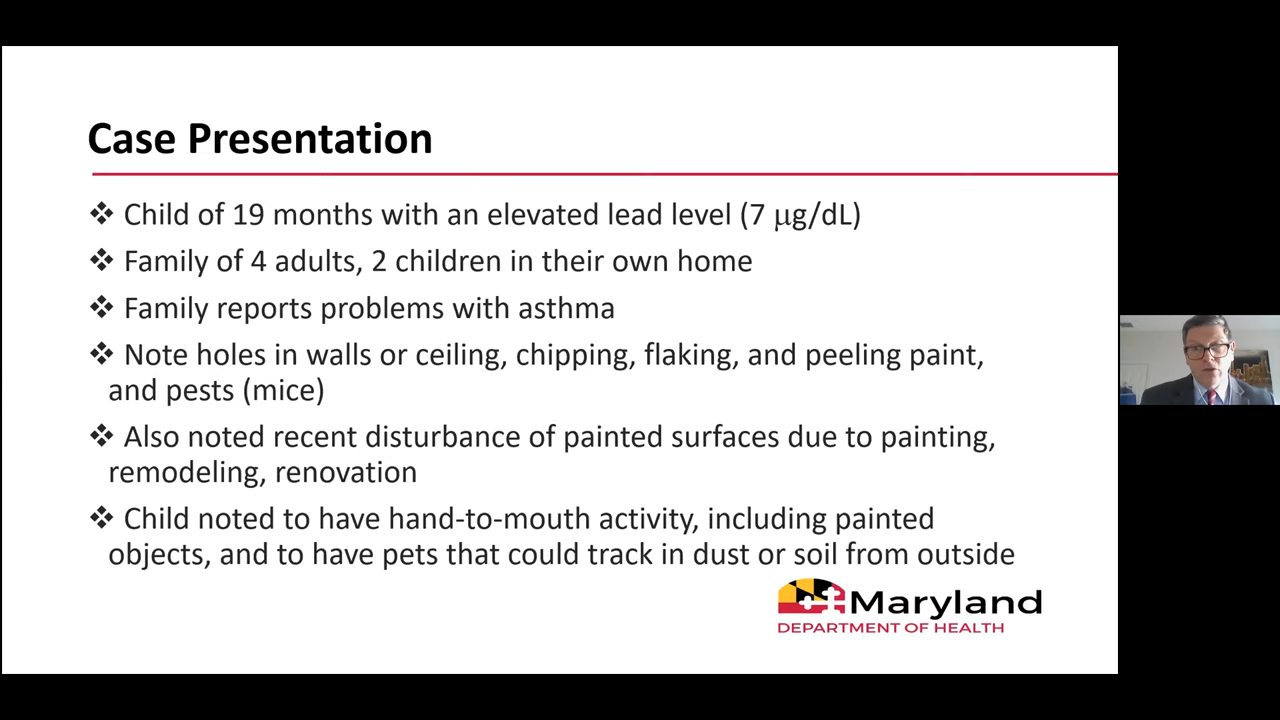 Case Presentation
❖ Child of 19 months with an elevated lead level (7 μg/dL)
❖ Family of 4 adults, 2 children in their own home
❖ Family reports problems with asthma
❖ Note holes in walls or ceiling, chipping, flaking, and peeling paint,
and pests (mice)
❖ Also noted recent disturbance of painted surfaces due to painting,
remodeling, renovation
❖ Child noted to have hand-to-mouth activity, including painted
objects, and to have pets that could track in dust or soil from outside
Maryland
DEPARTMENT OF HEALTH